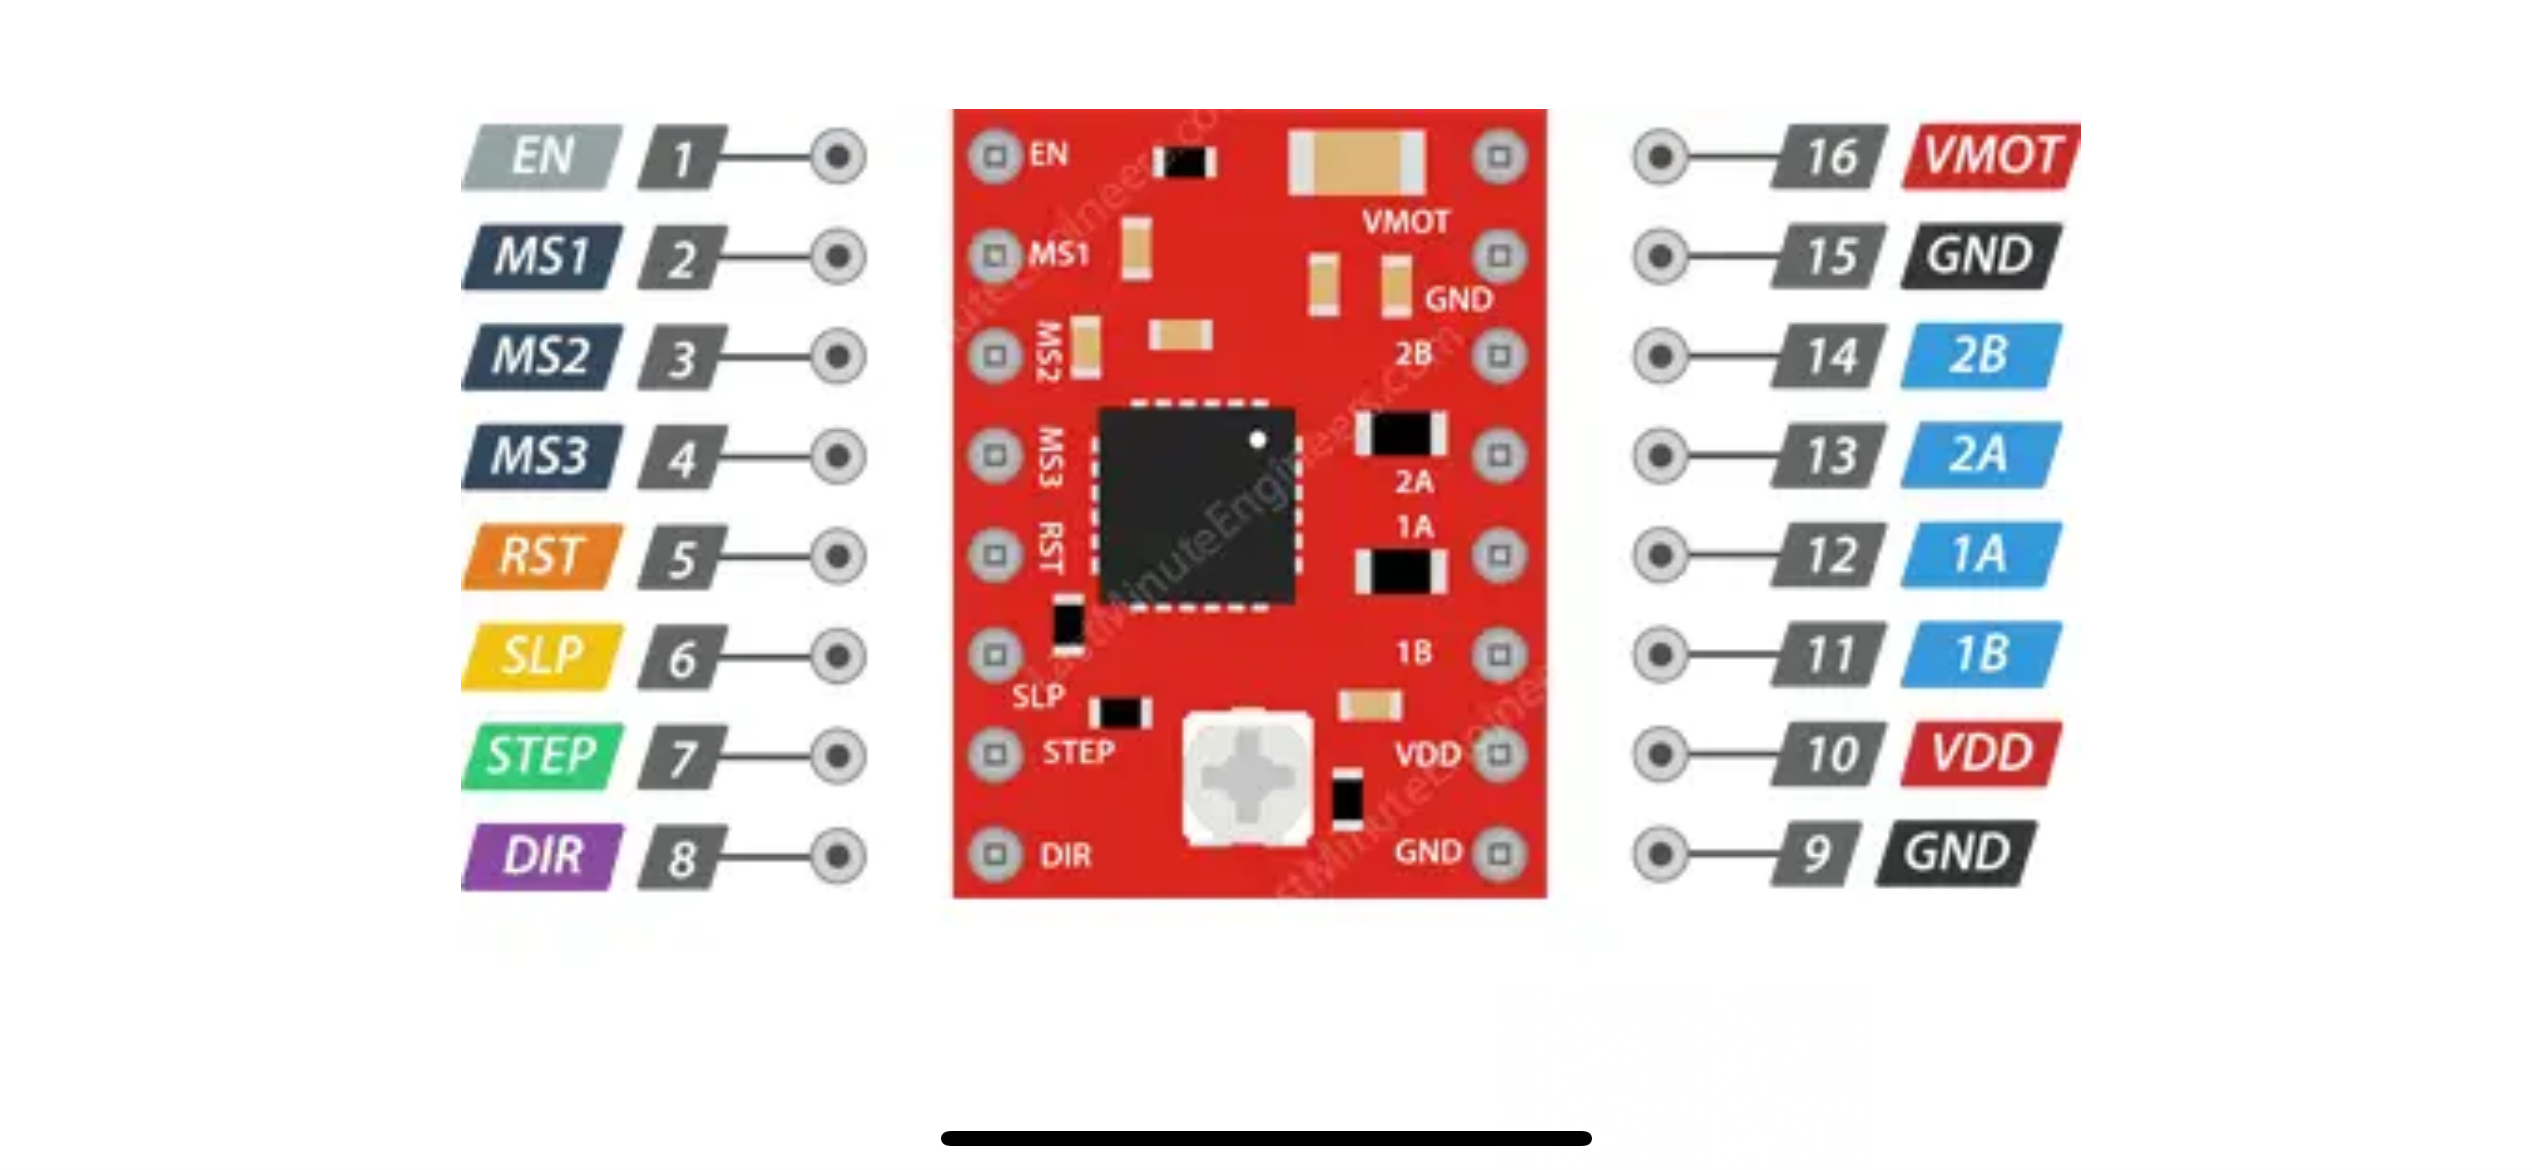 EN 1
MS1 2
MS2 3
MS3 4
RST 5
SLP 6
STEP 7
DIR 8
EN
MS1
MS2
MS3
RST
SLP
STEP
DIR
VMOT
GND
2B
2A
1A
1B
VDD
GND
LastMinuteEngineers.com
16 VMOT
15 GND
14 2B
13 2A
12 1A
11 1B
10 VDD
9 GND